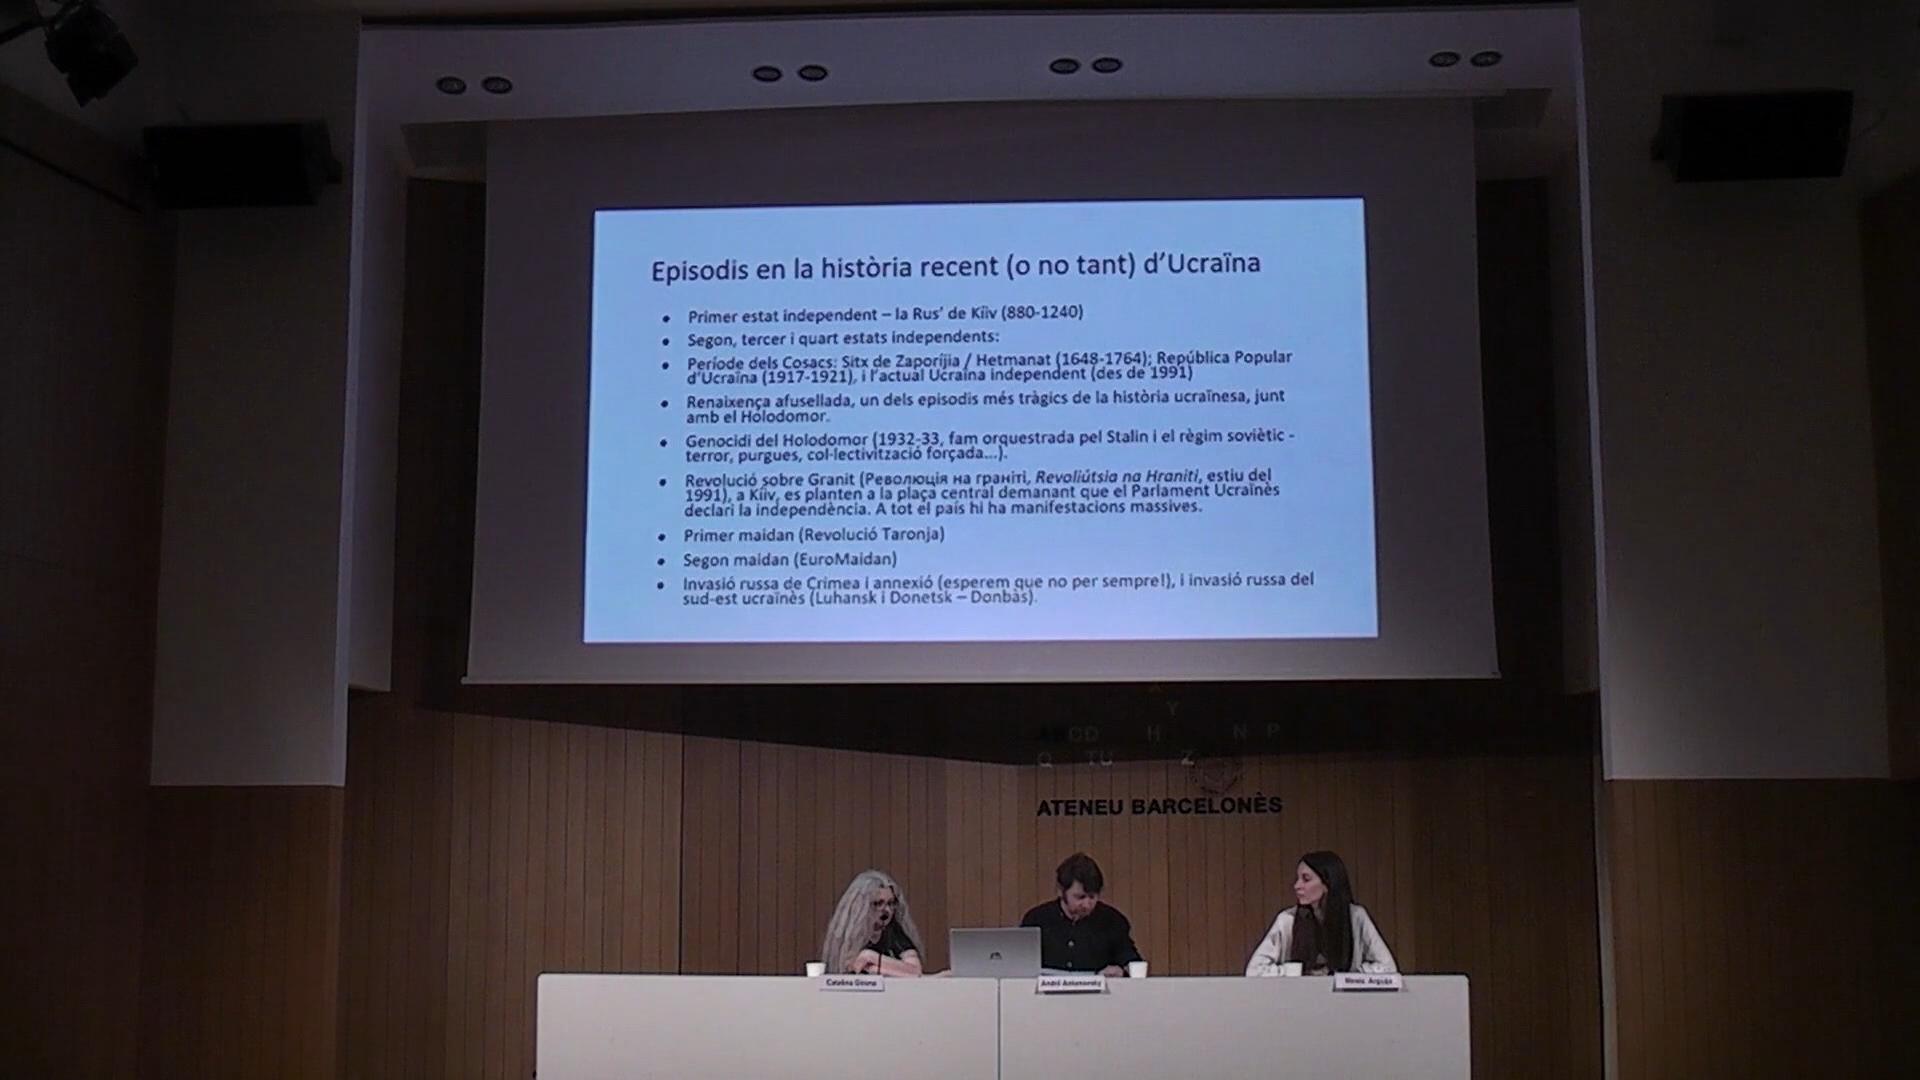 Episodis en la història recent (o no tant) d'Ucraïna
• Primer estat independent – la Rus' de Kíiv (880-1240)
• Segon, tercer i quart estats independents:
• Període dels Cosacs: Sitx de Zaporíjia / Hetmanat (1648-1764); República Popular
d'Ucraïna (1917-1921), i l'actual Ucraïna independent (des de 1991)
• Renaixença afusellada, un dels episodis més tràgics de la història ucraïnesa, junt
amb el Holodomor.
• Genocidi del Holodomor (1932-33, fam orquestrada pel Stalin i el règim soviètic -
terror, purgues, col·lectivització forçada...).
• Revolució sobre Granit (Революція на граніті, Revoliútsia na Hraniti, estiu del
1991), a Kíiv, es planten a la plaça central demanant que el Parlament Ucraïnès
declari la independència. A tot el país hi ha manifestacions massives.
• Primer maidan (Revolució Taronja)
• Segon maidan (EuroMaidan)
• Invasió russa de Crimea i annexió (esperem que no per sempre!), i invasió russa del
sud-est ucraïnès (Luhansk i Donetsk – Donbàs).
Y
CD H N P
Q TU Z
ATENEU BARCELONÈS
Catalina Girona
Andrii Antonovskyi